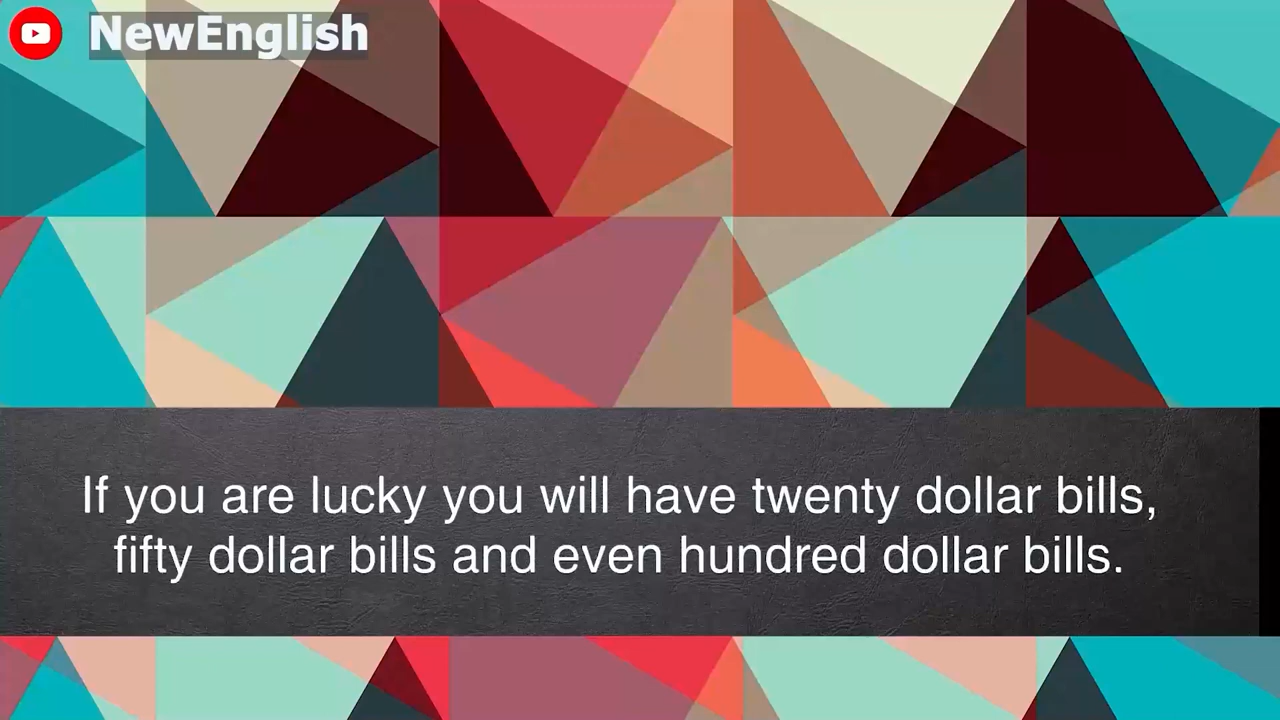 NewEnglish
If you are lucky you will have twenty dollar bills,
fifty dollar bills and even hundred dollar bills.